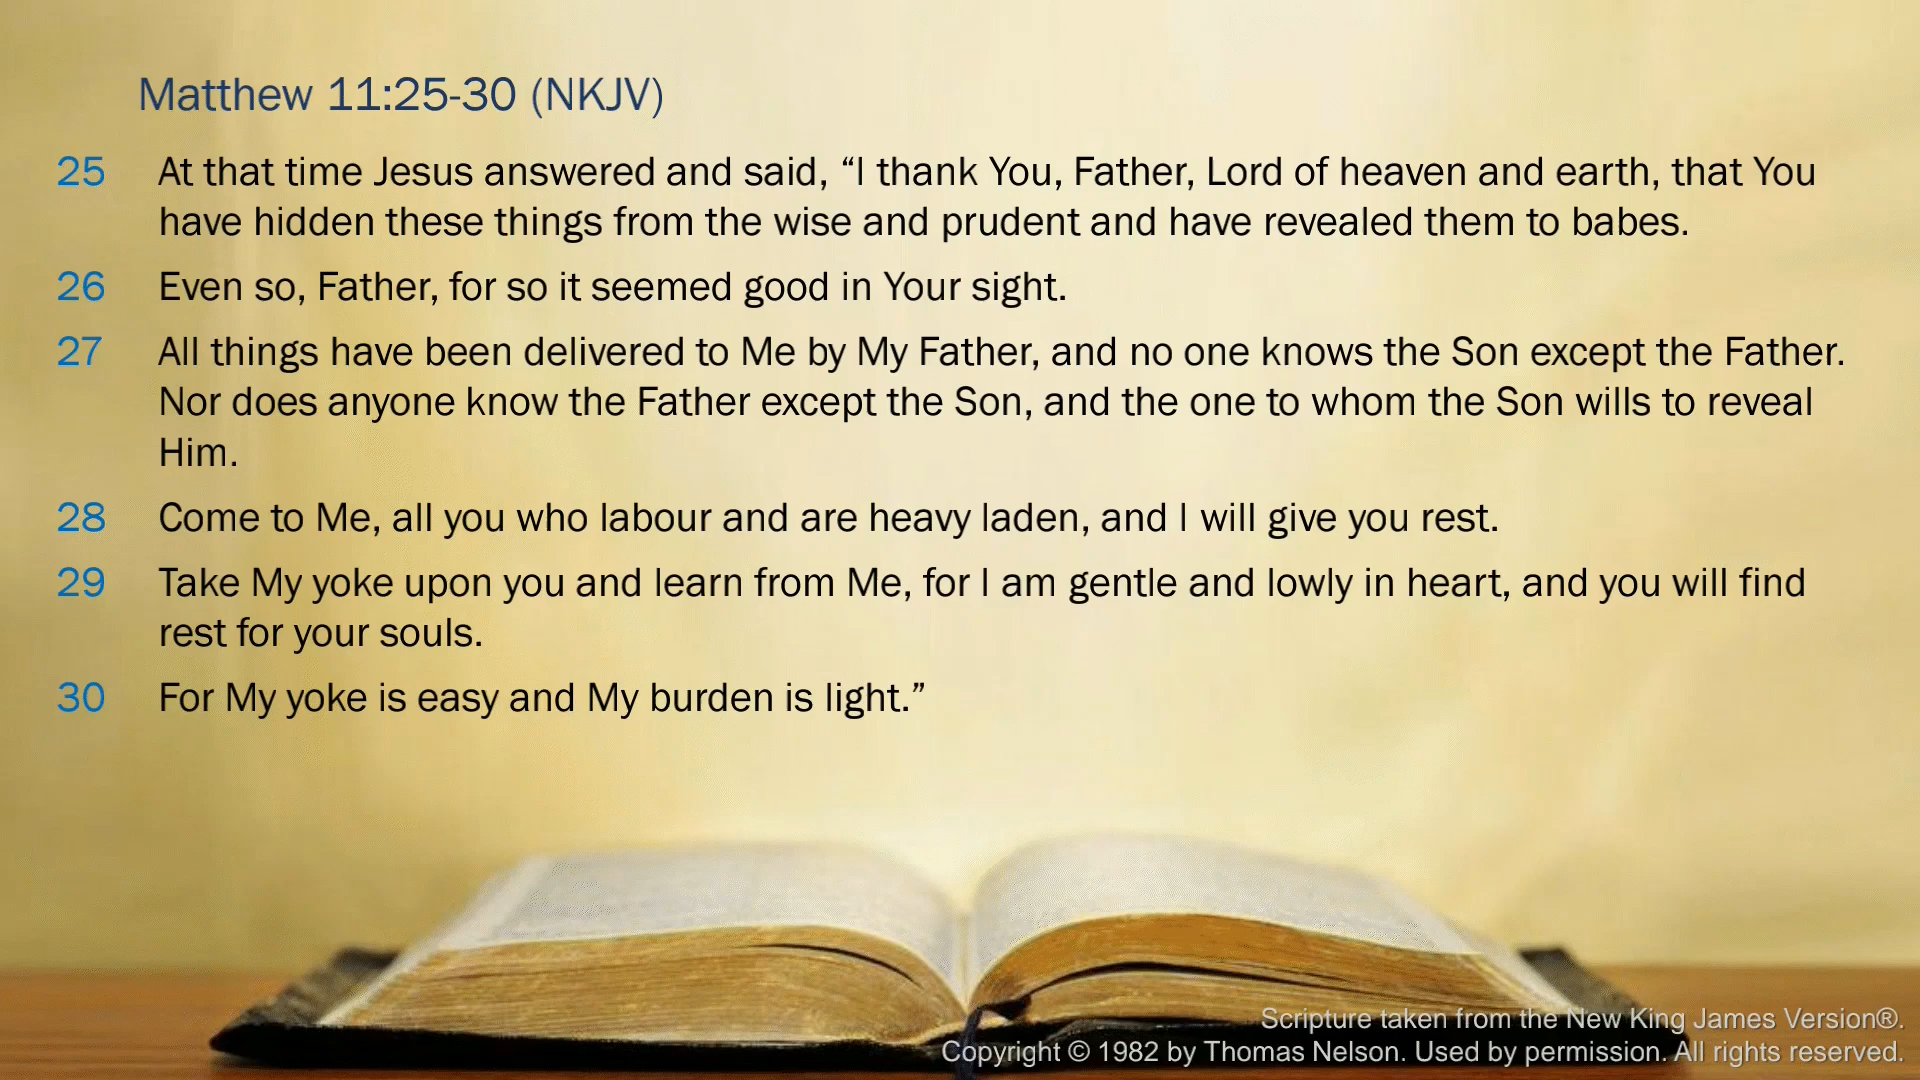 Matthew 11:25-30 (NKJV)
25 At that time Jesus answered and said, “I thank You, Father, Lord of heaven and earth, that You
have hidden these things from the wise and prudent and have revealed them to babes.
26 Even so, Father, for so it seemed good in Your sight.
27 All things have been delivered to Me by My Father, and no one knows the Son except the Father.
Nor does anyone know the Father except the Son, and the one to whom the Son wills to reveal
Him.
28 Come to Me, all you who labour and are heavy laden, and I will give you rest.
29 Take My yoke upon you and learn from Me, for I am gentle and lowly in heart, and you will find
rest for your souls.
30 For My yoke is easy and My burden is light.”
Scripture taken from the New King James Version®.
Copyright © 1982 by Thomas Nelson. Used by permission. All rights reserved.